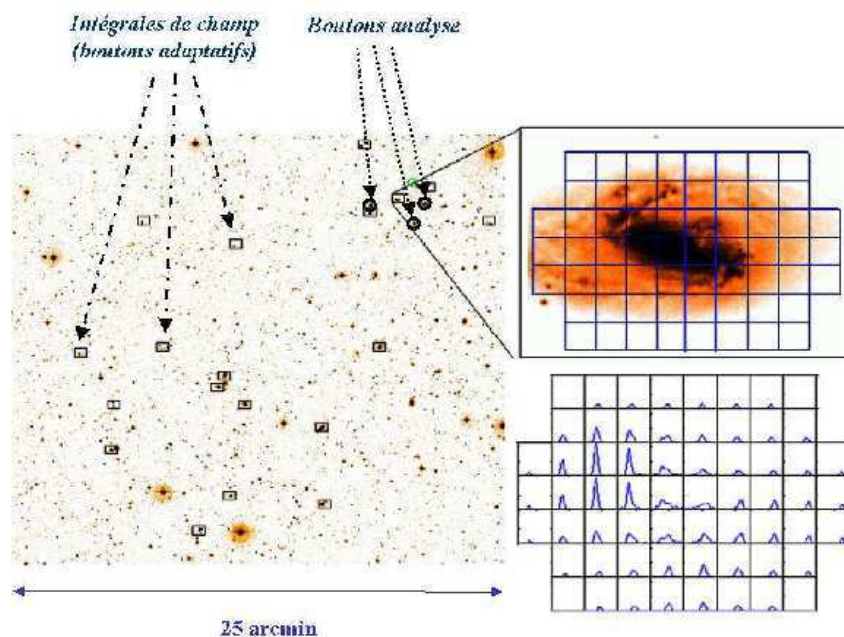 Intégrales de champ
(boutons adaptatifs)
Boutons analyse
25 arcmin